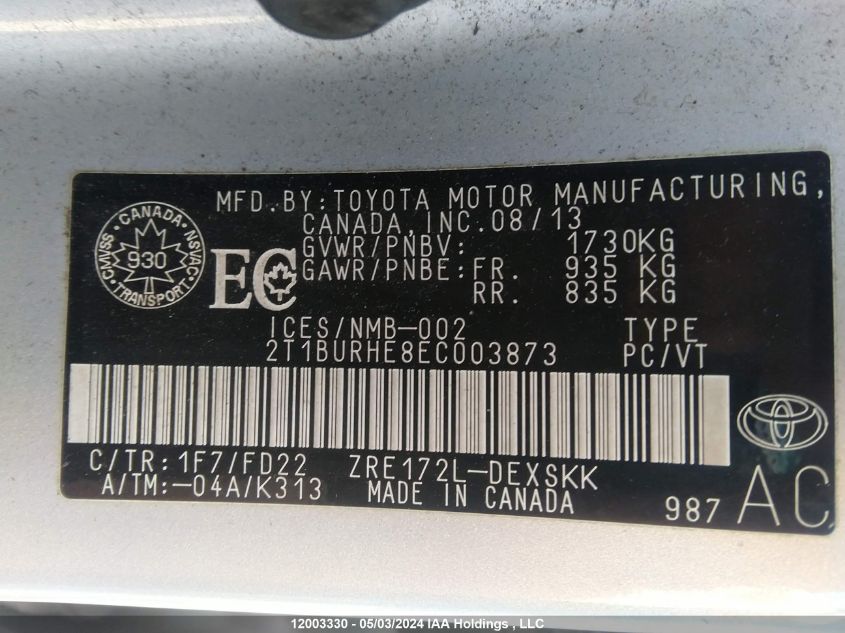 MFD.BY:TOYOTA MOTOR MANUFACTURING,
CANADA,INC.08/13
GVWR/PNBV: 1730KG
GAWR/PNBE:FR. 935 KG
RR. 835 KG
CANADA
CMVSS NSVAC
930
TRANSPORT
EC
ICES/NMB-002 TYPE
2T1BURHE8EC003873 PC/VT
C/TR:1F7/FD22 ZRE172L-DEXSKK
A/TM:-04A/K313 MADE IN CANADA
987 AC
12003330 - 05/03/2024 IAA Holdings , LLC